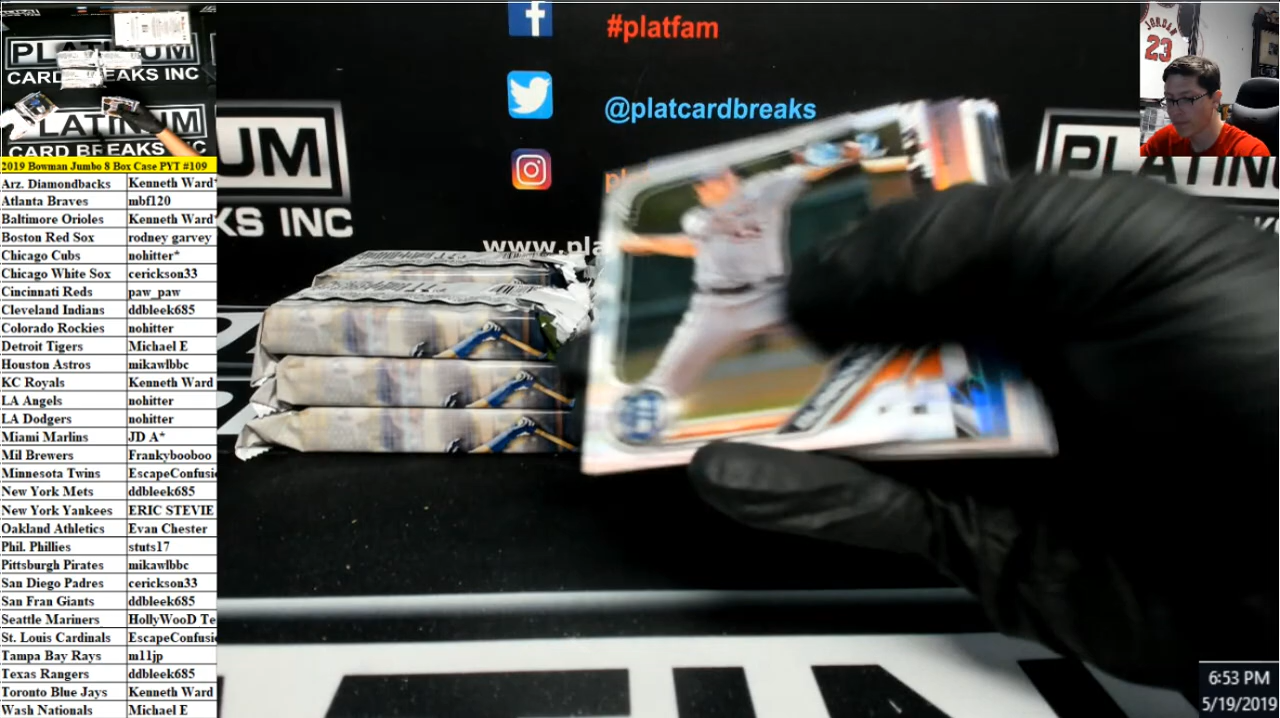 PLATINUM
CARD BREAKS INC
PLATINUM
CARD BREAKS INC
2019 Bowman Jumbo 8 Box Case PYT #109
Arz. Diamondbacks Kenneth Ward*
Atlanta Braves mbf120
Baltimore Orioles Kenneth Ward
Boston Red Sox rodney garvey
Chicago Cubs nohitter*
Chicago White Sox cerickson33
Cincinnati Reds paw_paw
Cleveland Indians ddbleek685
Colorado Rockies nohitter
Detroit Tigers Michael E
Houston Astros mikawlbbc
KC Royals Kenneth Ward
LA Angels nohitter
LA Dodgers nohitter
Miami Marlins JD A*
Mil Brewers Frankybooboo
Minnesota Twins EscapeConfusi
New York Mets ddbleek685
New York Yankees ERIC STEVIE
Oakland Athletics Evan Chester
Phil. Phillies stuts17
Pittsburgh Pirates mikawlbbc
San Diego Padres cerickson33
San Fran Giants ddbleek685
Seattle Mariners HollyWooD Te
St. Louis Cardinals EscapeConfusi
Tampa Bay Rays m11jp
Texas Rangers ddbleek685
Toronto Blue Jays Kenneth Ward
Wash Nationals Michael E
#platfam
@platcardbreaks
www.pla
UM
KS INC
PLATIN
JORDAN
23
6:53 PM
5/19/2019